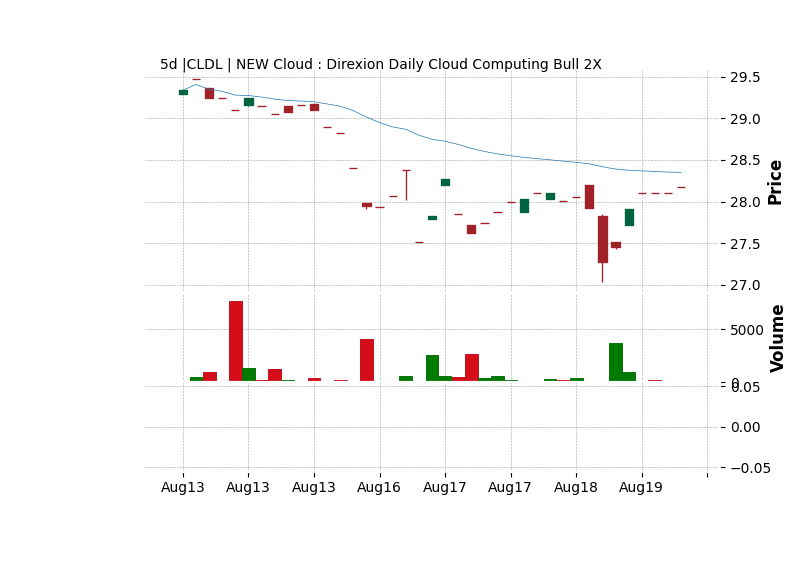 5d |CLDL | NEW Cloud : Direxion Daily Cloud Computing Bull 2X
29.5
29.0
28.5
28.0
27.5
27.0
Price
5000
0
Volume
0.05
0.00
−0.05
Aug13 Aug13 Aug13 Aug16 Aug17 Aug17 Aug18 Aug19